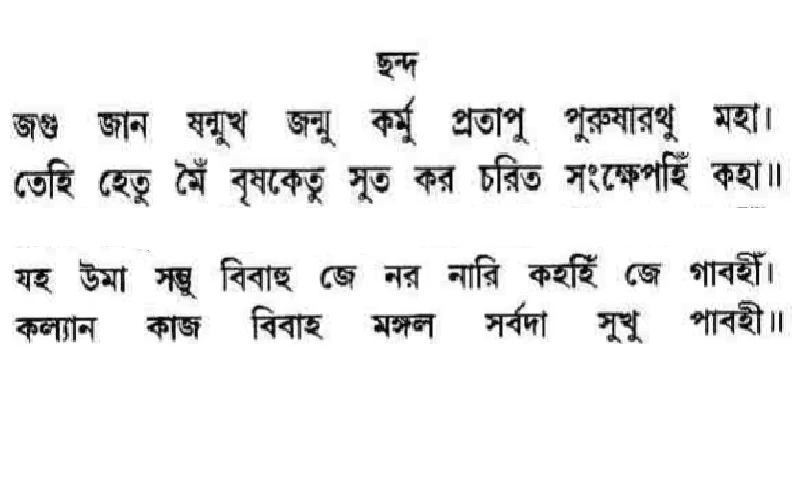 ছন্দ
জগু জান ষন্মুখ জন্মু কর্মু প্রতাপু পুরুষারথু মহা।
তেহি হেতু মৈঁ বৃষকেতু সুত কর চরিত সংক্ষেপহিঁ কহা॥
যহ উমা সম্ভু বিবাহু জে নর নারি কহহিঁ জে গাবহীঁ।
কল্যান কাজ বিবাহ মঙ্গল সর্বদা সুখু পাবহী॥